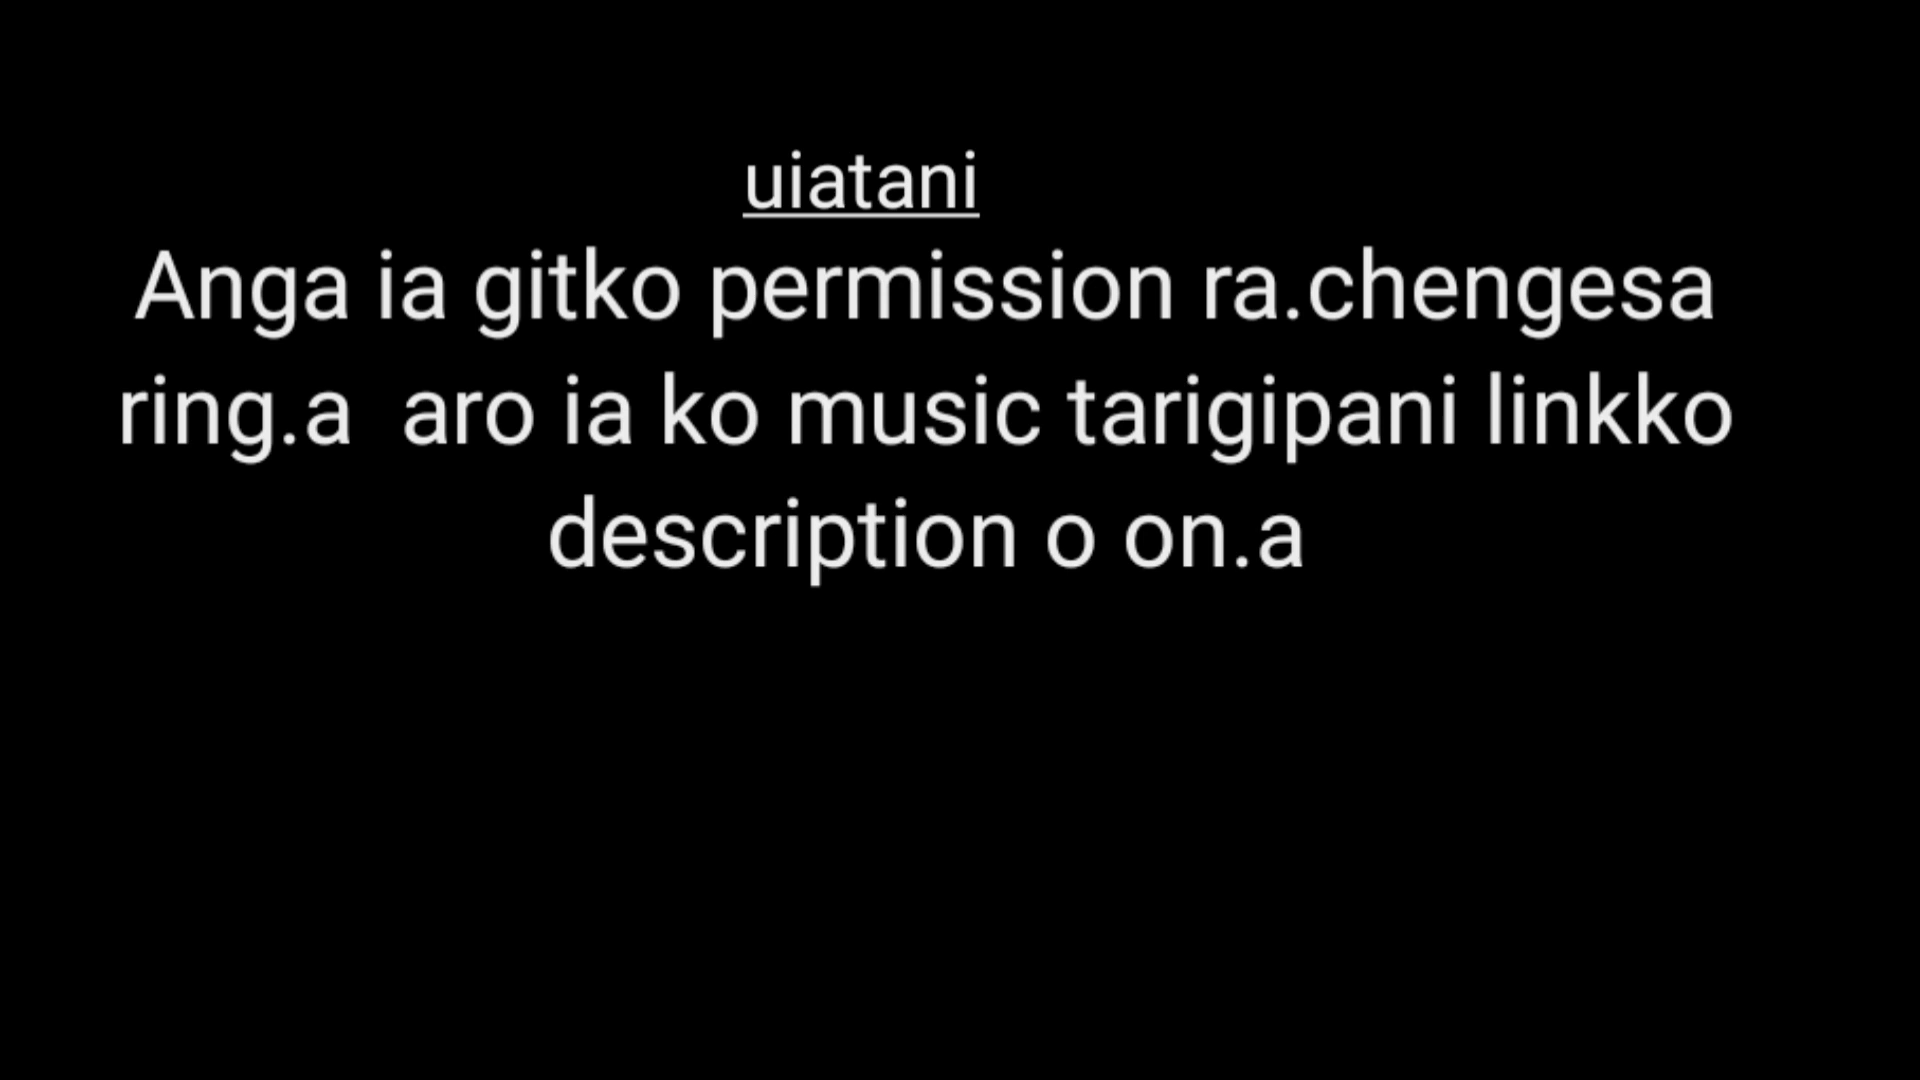 uiatani
Anga ia gitko permission ra.chengesa
ring.a  aro ia ko music tarigipani linkko
description o on.a